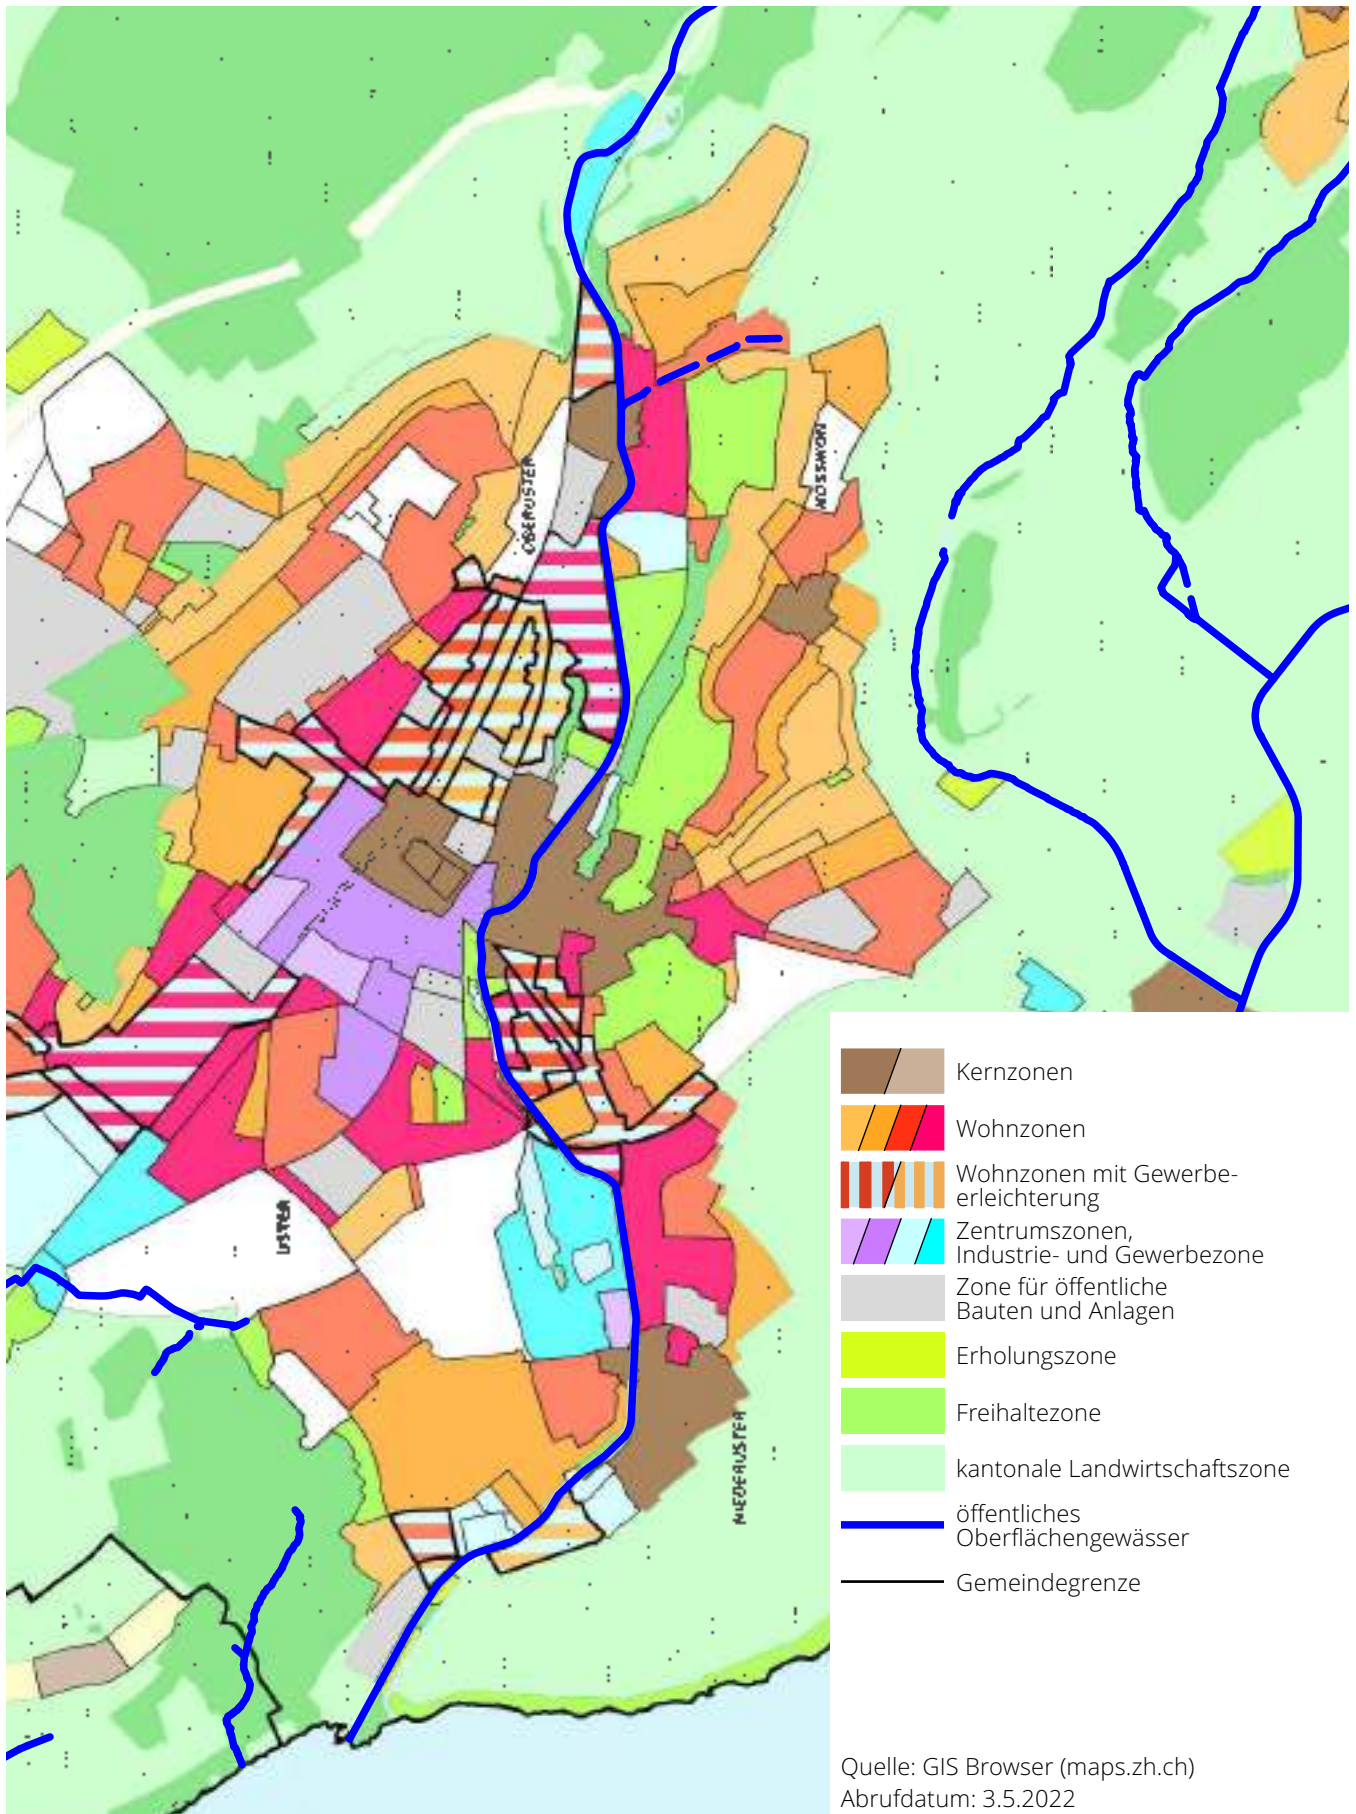 OBERUSTER
NOSSIKON
USTER
NIEDERUSTER
Kernzonen
Wohnzonen
Wohnzonen mit Gewerbe-
erleichterung
Zentrumszonen,
Industrie- und Gewerbezone
Zone für öffentliche
Bauten und Anlagen
Erholungszone
Freihaltezone
kantonale Landwirtschaftszone
öffentliches
Oberflächengewässer
Gemeindegrenze
Quelle: GIS Browser (maps.zh.ch)
Abrufdatum: 3.5.2022